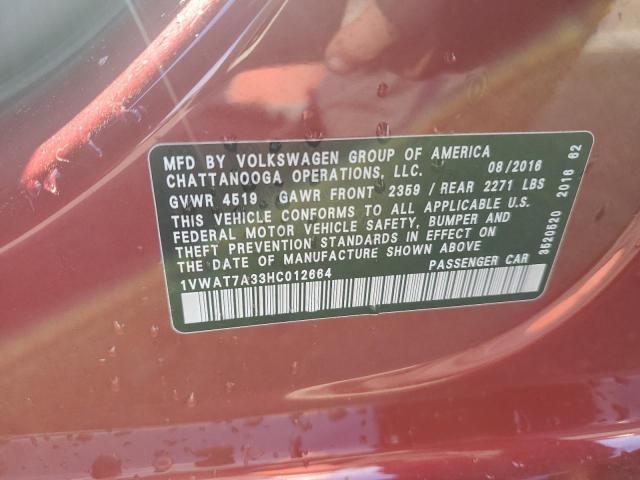 MFD BY VOLKSWAGEN GROUP OF AMERICA
CHATTANOOGA OPERATIONS, LLC. 08/2016
GVWR 4519 GAWR FRONT 2359 / REAR 2271 LBS
THIS VEHICLE CONFORMS TO ALL APPLICABLE U.S.
FEDERAL MOTOR VEHICLE SAFETY, BUMPER AND
THEFT PREVENTION STANDARDS IN EFFECT ON
THE DATE OF MANUFACTURE SHOWN ABOVE
1VWAT7A33HC012664 PASSENGER CAR
3520520 2016 62